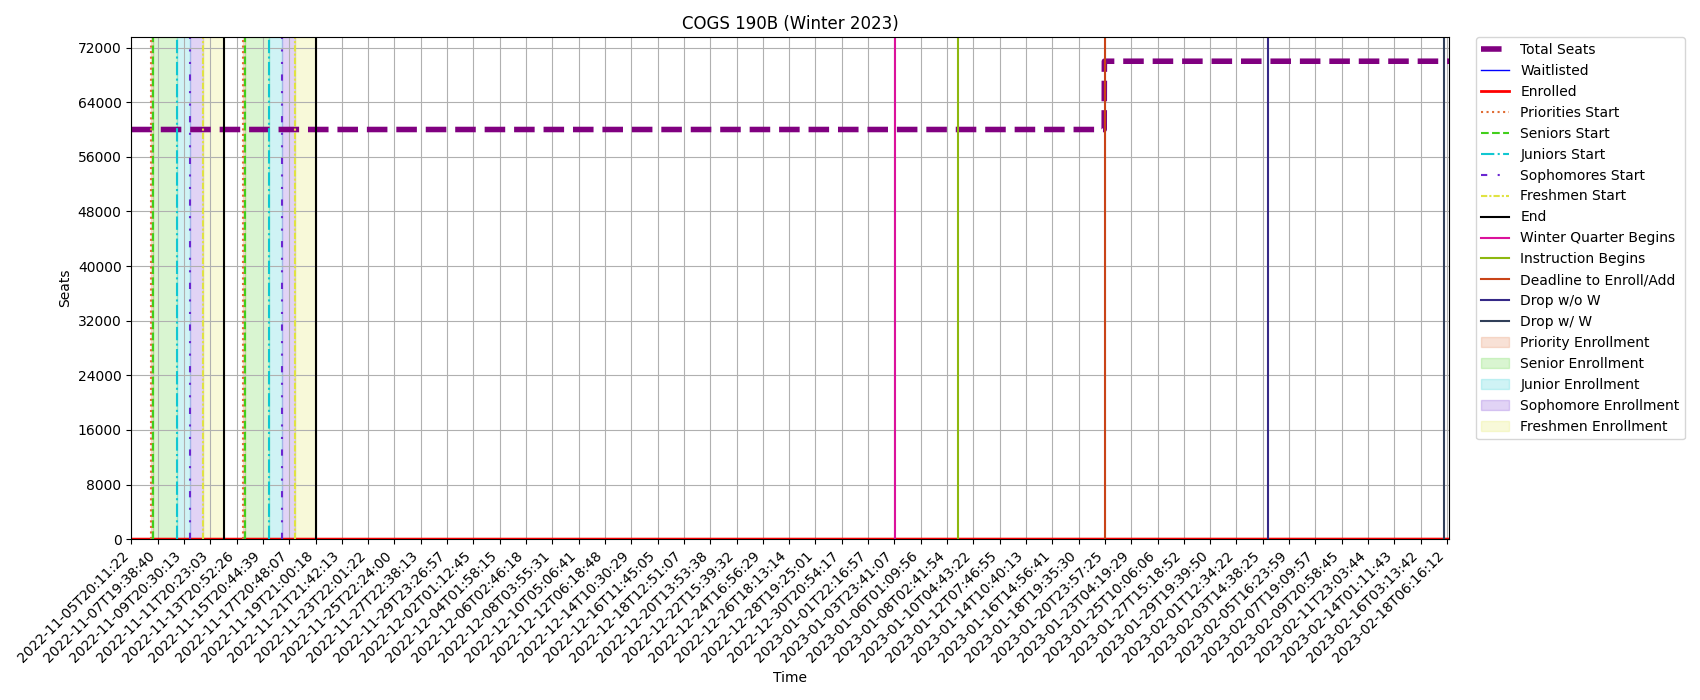 COGS 190B (Winter 2023)
72000
64000
56000
48000
40000
32000
24000
16000
8000
0
Seats
2022-11-05T20:11:22
2022-11-07T19:38:40
2022-11-09T20:30:13
2022-11-11T20:23:03
2022-11-13T20:52:26
2022-11-15T20:44:39
2022-11-17T20:48:07
2022-11-19T21:00:18
2022-11-21T21:42:13
2022-11-23T22:01:22
2022-11-25T22:24:00
2022-11-27T22:38:13
2022-11-29T23:26:57
2022-12-02T01:12:45
2022-12-04T01:58:15
2022-12-06T02:46:18
2022-12-08T03:55:31
2022-12-10T05:06:41
2022-12-12T06:18:48
2022-12-14T10:30:29
2022-12-16T11:45:05
2022-12-18T12:51:07
2022-12-20T13:53:38
2022-12-22T15:39:32
2022-12-24T16:56:29
2022-12-26T18:13:14
2022-12-28T19:25:01
2022-12-30T20:54:17
2023-01-01T22:16:57
2023-01-03T23:41:07
2023-01-06T01:09:56
2023-01-08T02:41:54
2023-01-10T04:43:22
2023-01-12T07:46:55
2023-01-14T10:40:13
2023-01-16T14:56:41
2023-01-18T19:35:30
2023-01-20T23:57:25
2023-01-23T04:19:29
2023-01-25T10:06:06
2023-01-27T15:18:52
2023-01-29T19:39:50
2023-02-01T12:34:22
2023-02-03T14:38:25
2023-02-05T16:23:59
2023-02-07T19:09:57
2023-02-09T20:58:45
2023-02-11T23:03:44
2023-02-14T01:11:43
2023-02-16T03:13:42
2023-02-18T06:16:12
Time
Total Seats
Waitlisted
Enrolled
Priorities Start
Seniors Start
Juniors Start
Sophomores Start
Freshmen Start
End
Winter Quarter Begins
Instruction Begins
Deadline to Enroll/Add
Drop w/o W
Drop w/ W
Priority Enrollment
Senior Enrollment
Junior Enrollment
Sophomore Enrollment
Freshmen Enrollment